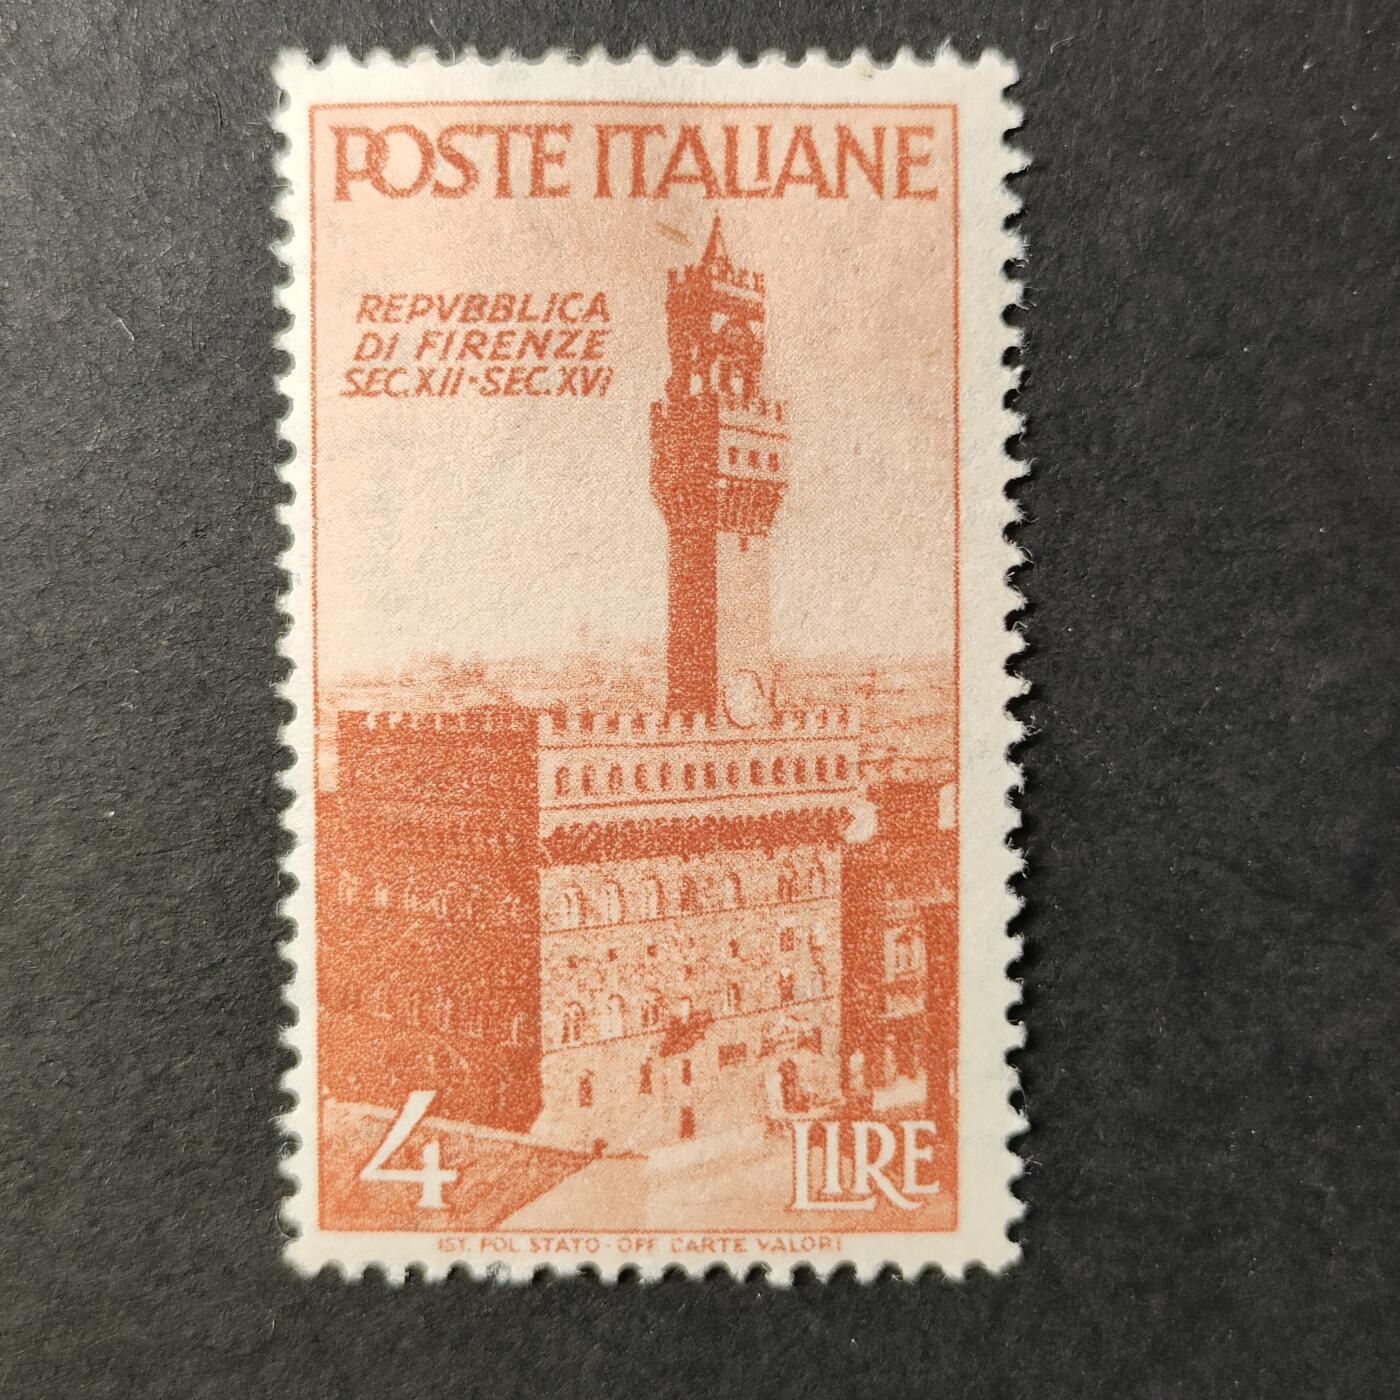 POSTE ITALIANE
REPVBBLICA
DI FIRENZE
SEC.XII-SEC.XVI
4 LIRE
IST. POL. STATO - OFF. CARTE VALORI